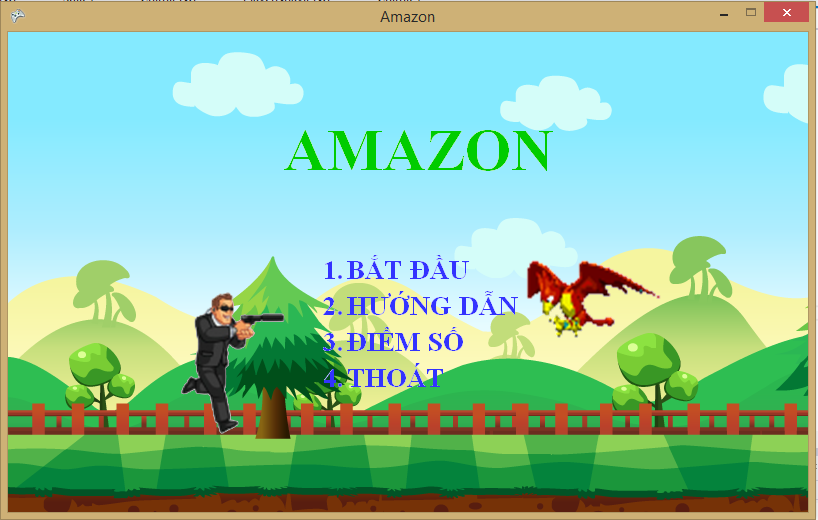 Amazon
AMAZON
1. BẮT ĐẦU
2. HƯỚNG DẪN
3. ĐIỂM SỐ
4. THOÁT